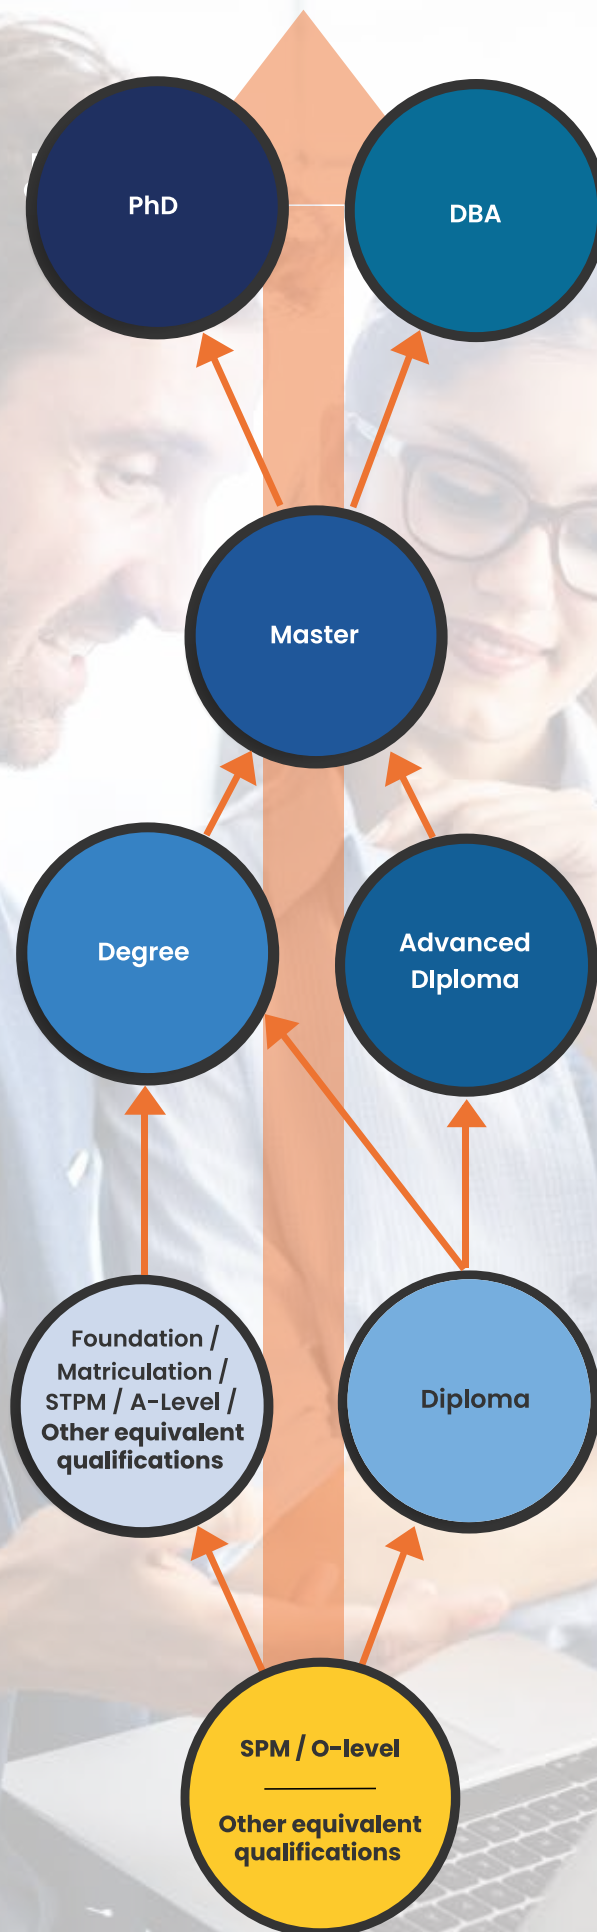 PhD
DBA
Master
Degree
Advanced
DIploma
Foundation /
Matriculation /
STPM / A-Level /
Other equivalent
qualifications
Diploma
SPM / O-level
Other equivalent
qualifications